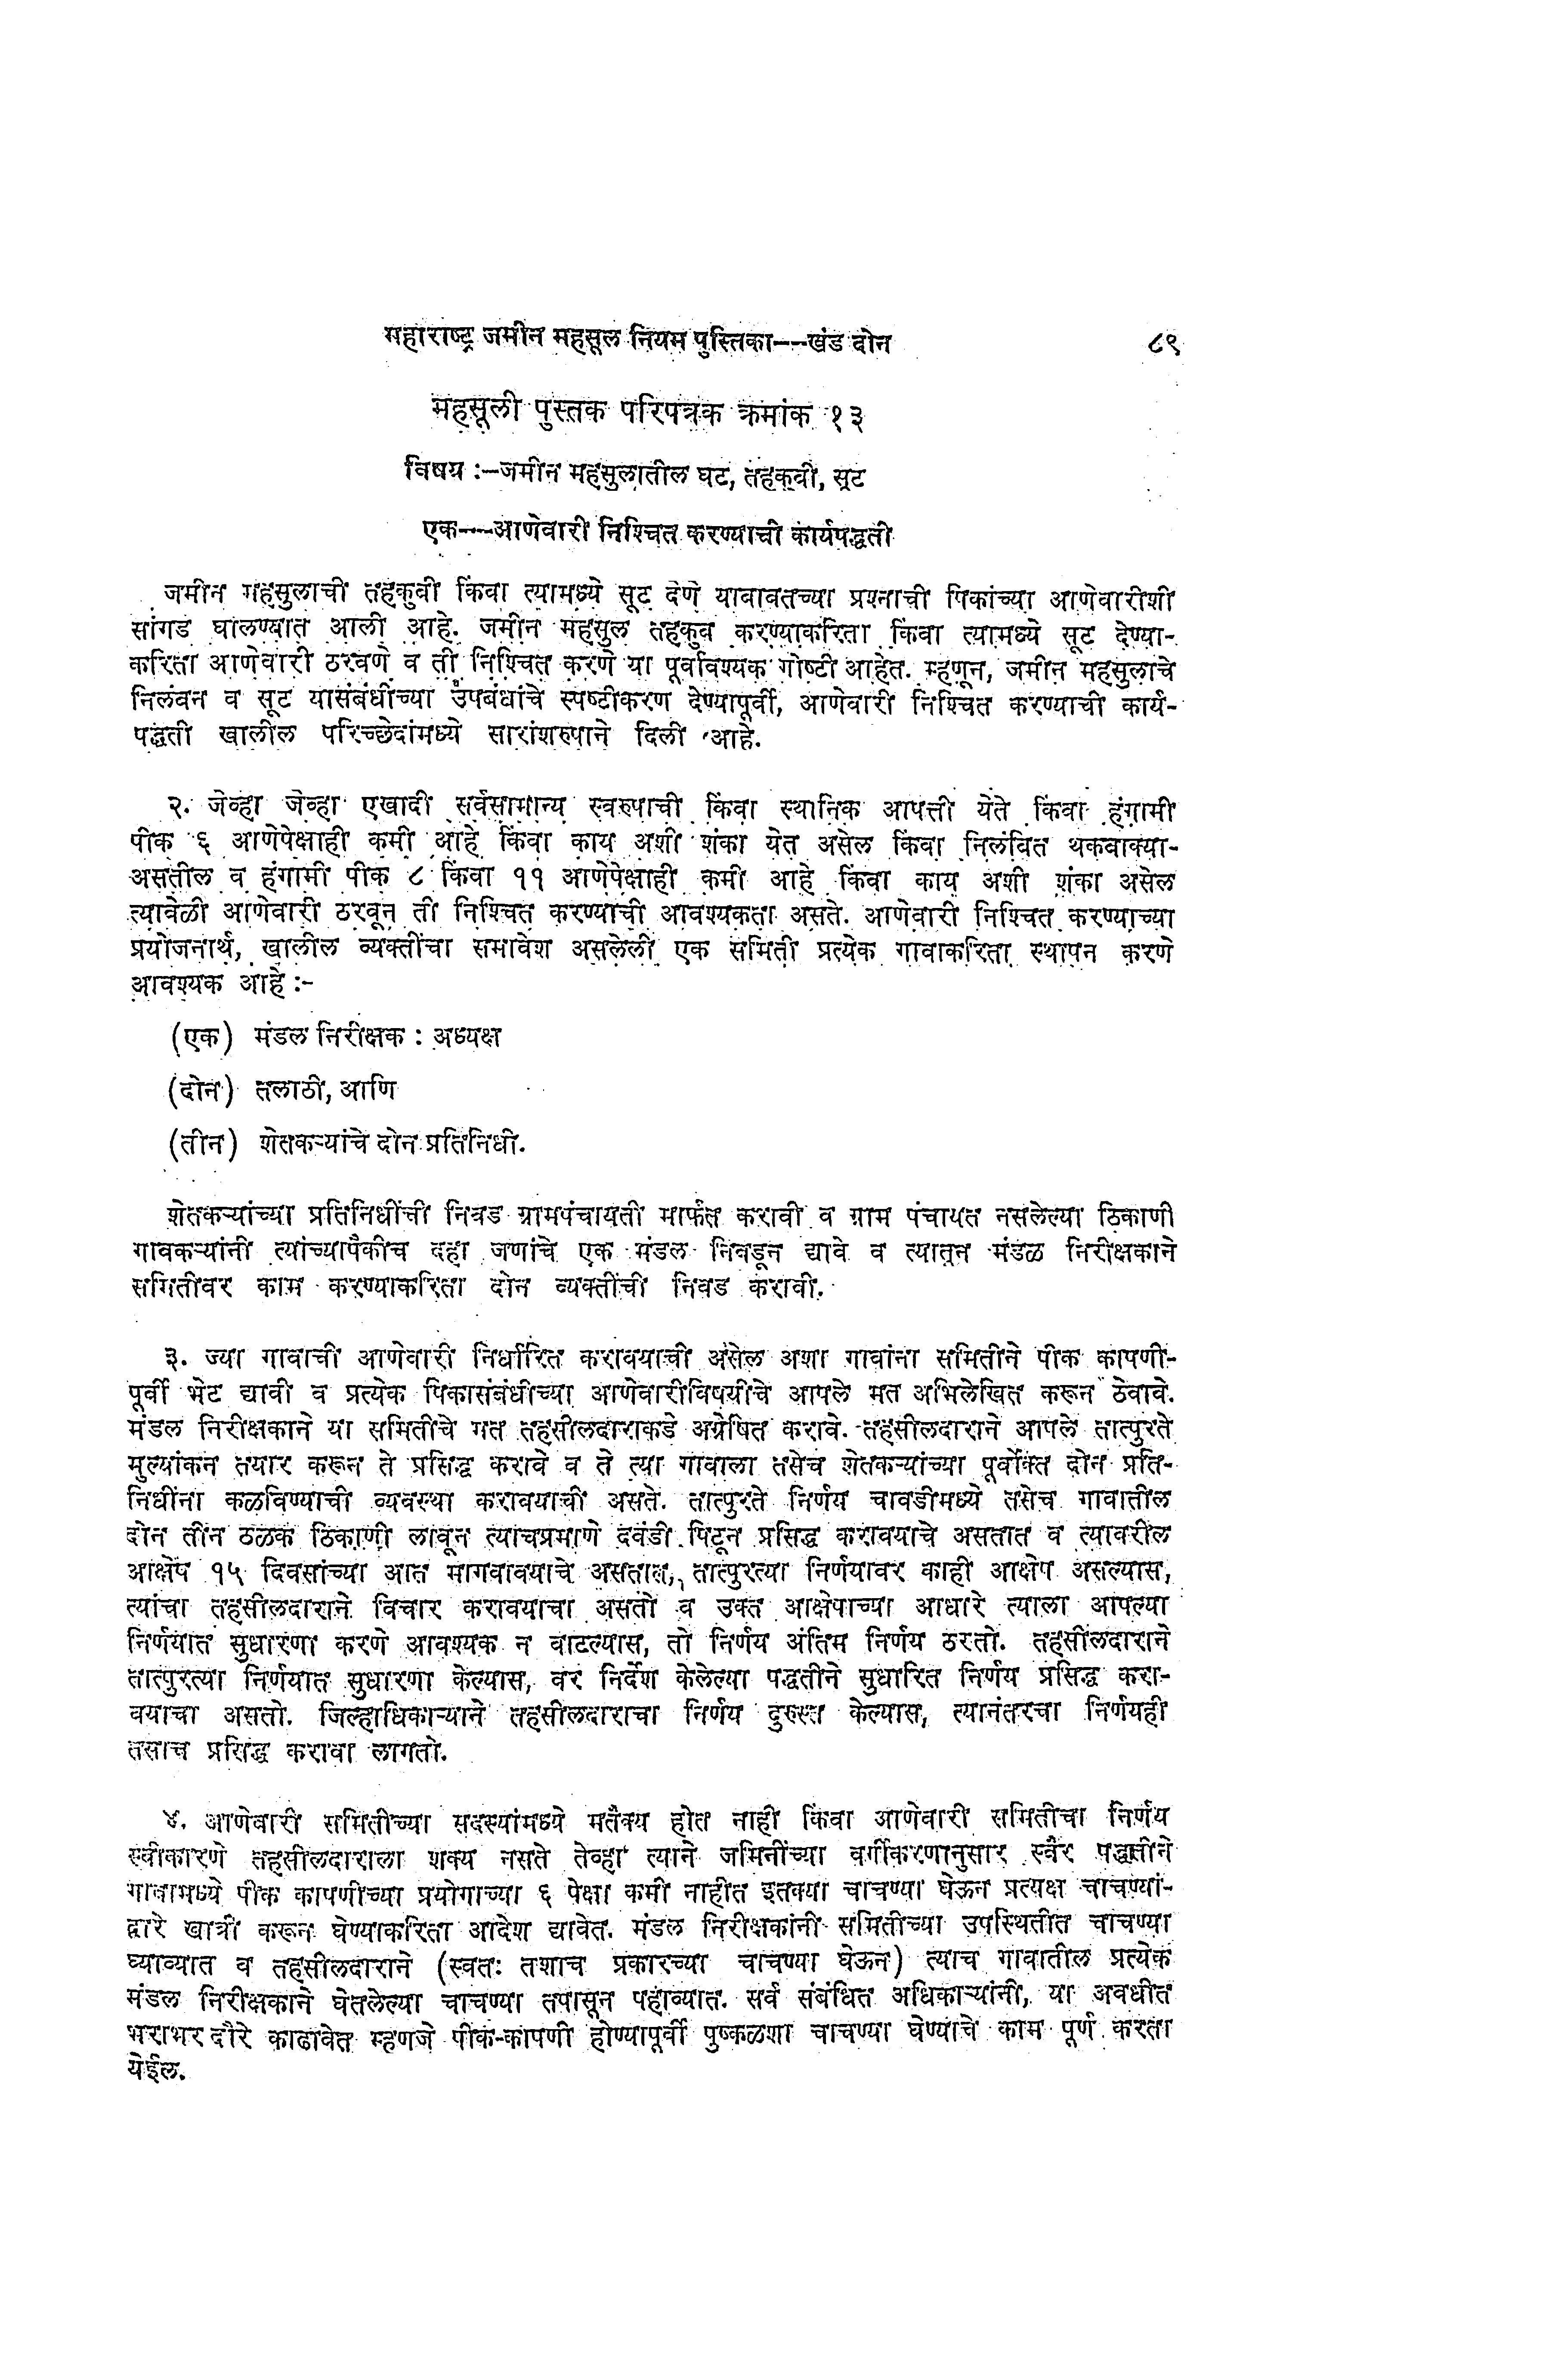 महाराष्ट्र जमीन महसूल नियम पुस्तिका--खंड दोन ८९
महसूली पुस्तक परिपत्रक क्रमांक १३
विषय :-जमीन महसुलातील घट, तहकुवी, सूट
एक---आणेवारी निश्चित करण्याची कार्यपद्धती
जमीन महसुलाची तहकुवी किंवा त्यामध्ये सूट देणे यावावतच्या प्रश्नाची पिकांच्या आणेवारीशी
सांगड घालण्यात आली आहे. जमीन महसुल तहकुव करण्याकरिता किंवा त्यामध्ये सूट देण्या-
करिता आणेवारी ठरवणे व ती निश्चित करणे या पूर्वावश्यक गोष्टी आहेत. म्हणून, जमीन महसुलाचे
निलंवन व सूट यासंबंधीच्या उपबंधांचे स्पष्टीकरण देण्यापूर्वी, आणेवारी निश्चित करण्याची कार्य-
पद्धती खालील परिच्छेदांमध्ये सारांशरुपाने दिली आहे.
२. जेव्हा जेव्हा एखादी सर्वसामान्य स्वरुपाची किंवा स्थानिक आपत्ती येते किंवा हंगामी
पीक ६ आणेपेक्षाही कमी आहे किंवा काय अशी शंका येत असेल किंवा निलंवित थकवाक्या-
असतील व हंगामी पीक ८ किंवा ११ आणेपेक्षाही कमी आहे किंवा काय अशी शंका असेल
त्यावेळी आणेवारी ठरवून ती निश्चित करण्याची आवश्यकता असते. आणेवारी निश्चित करण्याच्या
प्रयोजनार्थ, खालील व्यक्तींचा समावेश असलेली एक समिती प्रत्येक गावाकरिता स्थापन करणे
आवश्यक आहे :-
(एक) मंडल निरीक्षक : अध्यक्ष
(दोन) तलाठी, आणि
(तीन) शेतकऱ्यांचे दोन प्रतिनिधी.
शेतकऱ्यांच्या प्रतिनिधींची निवड ग्रामपंचायती मार्फत करावी व ग्राम पंचायत नसलेल्या ठिकाणी
गावकऱ्यांनी त्यांच्यापैकीच दहा जणांचे एक मंडल निवडून द्यावे व त्यातून मंडळ निरीक्षकाने
समितीवर काम करण्याकरिता दोन व्यक्तींची निवड करावी.
३. ज्या गावाची आणेवारी निर्धारित करावयाची असेल अशा गावांना समितीने पीक कापणी-
पूर्वी भेट द्यावी व प्रत्येक पिकासंबंधीच्या आणेवारीविषयीचे आपले मत अभिलेखित करून ठेवावे.
मंडल निरीक्षकाने या समितीचे मत तहसीलदाराकडे अग्रेषित करावे. तहसीलदाराने आपले तात्पुरते
मुल्यांकन तयार करून ते प्रसिद्ध करावे व ते त्या गावाला तसेच शेतकऱ्यांच्या पूर्वोक्त दोन प्रति-
निधींना कळविण्याची व्यवस्था करावयाची असते. तात्पुरते निर्णय चावडीमध्ये तसेच गावातील
दोन तीन ठळक ठिकाणी लावून त्याचप्रमाणे दवंडी पिटून प्रसिद्ध करावयाचे असतात व त्यावरील
आक्षेप १५ दिवसांच्या आत मागवावयाचे असतात, तात्पुरत्या निर्णयावर काही आक्षेप असल्यास,
त्यांचा तहसीलदाराने विचार करावयाचा असतो व उक्त आक्षेपाच्या आधारे त्याला आपल्या
निर्णयात सुधारणा करणे आवश्यक न वाटल्यास, तो निर्णय अंतिम निर्णय ठरतो. तहसीलदाराने
तात्पुरत्या निर्णयात सुधारणा केल्यास, वर निर्देश केलेल्या पद्धतीने सुधारित निर्णय प्रसिद्ध करा-
वयाचा असतो. जिल्हाधिकाऱ्याने तहसीलदाराचा निर्णय दुरुस्त केल्यास, त्यानंतरचा निर्णयही
तसाच प्रसिद्ध करावा लागतो.
४. आणेवारी समितीच्या सदस्यांमध्ये मतैक्य होत नाही किंवा आणेवारी समितीचा निर्णय
स्वीकारणे तहसीलदाराला शक्य नसते तेव्हा त्याने जमिनींच्या वर्गीकरणानुसार स्वैर पद्धतीने
गावामध्ये पीक कापणीच्या प्रयोगाच्या ६ पेक्षा कमी नाहीत इतक्या चाचण्या घेऊन प्रत्यक्ष चाचण्यां-
द्वारे खात्री करून घेण्याकरिता आदेश द्यावेत. मंडल निरीक्षकांनी समितीच्या उपस्थितीत चाचण्या
घ्याव्यात व तहसीलदाराने (स्वतः तशाच प्रकारच्या चाचण्या घेऊन) त्याच गावातील प्रत्येक
मंडल निरीक्षकाने घेतलेल्या चाचण्या तपासून पहाव्यात. सर्व संबंधित अधिकाऱ्यांनी, या अवधीत
भराभर दौरे काढावेत म्हणजे पीक-कापणी होण्यापूर्वी पुष्कळशा चाचण्या घेण्याचे काम पूर्ण करता
येईल.